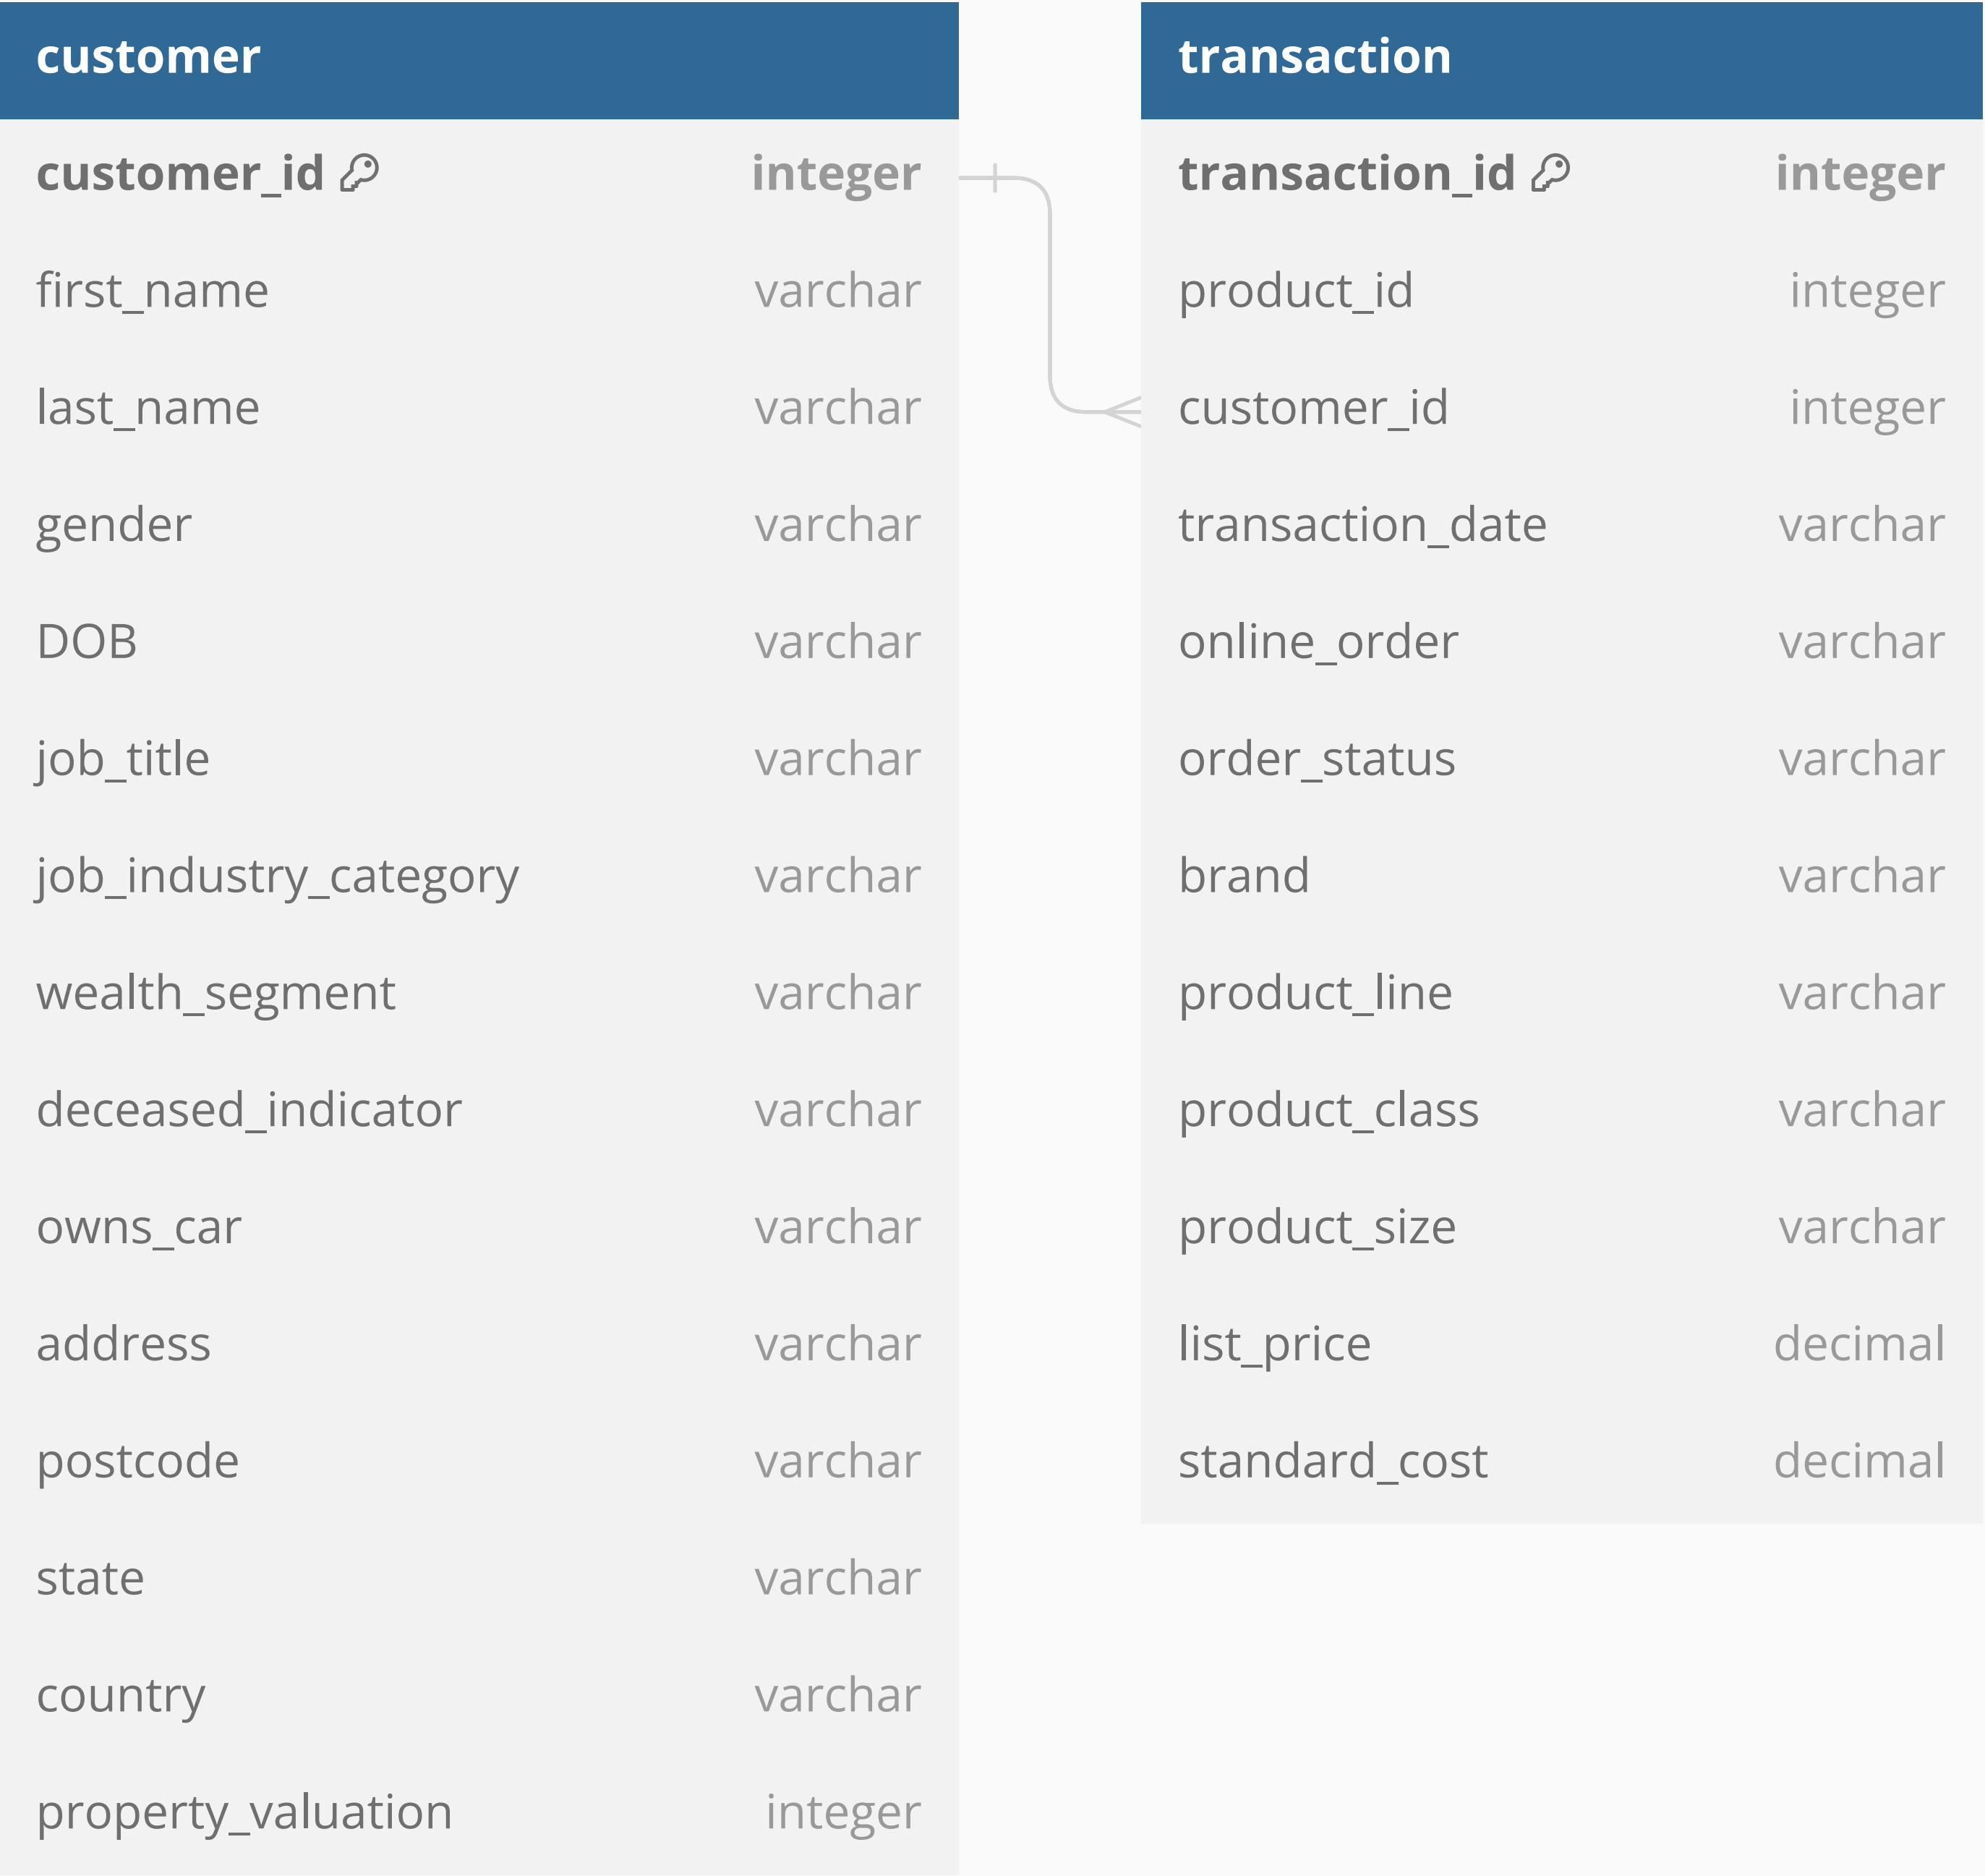 customer
customer_id integer
first_name varchar
last_name varchar
gender varchar
DOB varchar
job_title varchar
job_industry_category varchar
wealth_segment varchar
deceased_indicator varchar
owns_car varchar
address varchar
postcode varchar
state varchar
country varchar
property_valuation integer
transaction
transaction_id integer
product_id integer
customer_id integer
transaction_date varchar
online_order varchar
order_status varchar
brand varchar
product_line varchar
product_class varchar
product_size varchar
list_price decimal
standard_cost decimal